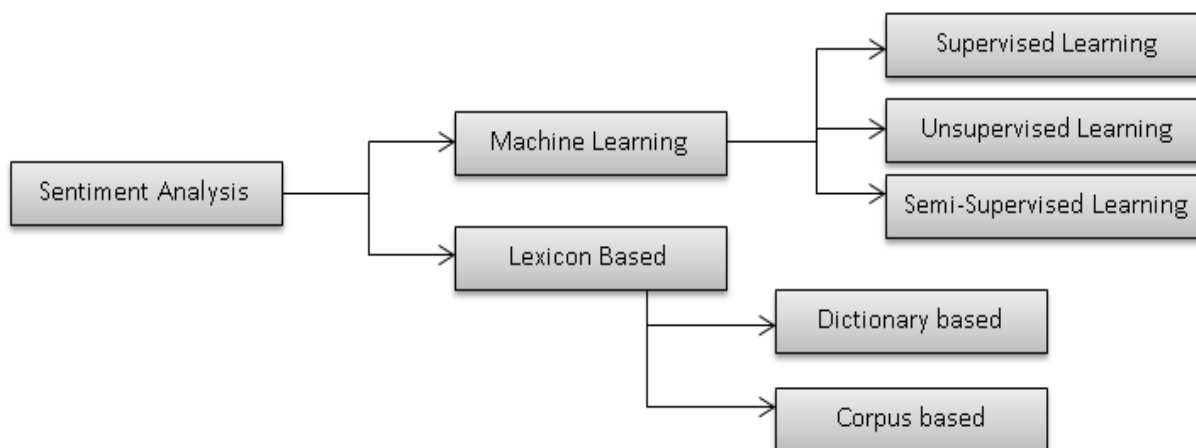 Supervised Learning
Machine Learning
Unsupervised Learning
Sentiment Analysis
Semi-Supervised Learning
Lexicon Based
Dictionary based
Corpus based